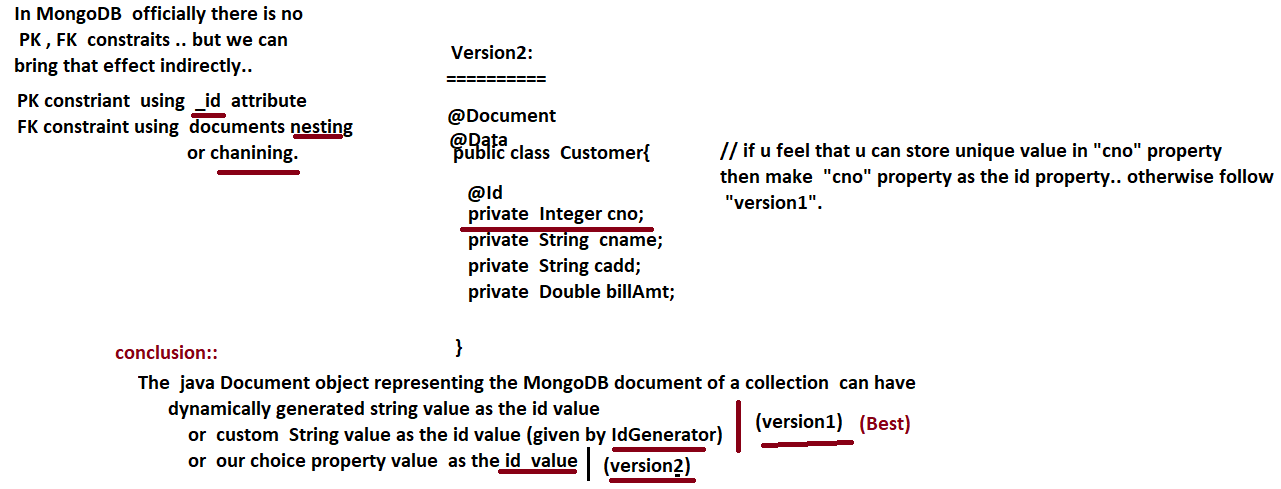 In MongoDB officially there is no
PK , FK constraits .. but we can
bring that effect indirectly..
PK constriant using _id attribute
FK constraint using documents nesting
or chanining.
Version2:
==========
@Document
@Data
public class Customer{
@Id
private Integer cno;
private String cname;
private String cadd;
private Double billAmt;
}
// if u feel that u can store unique value in "cno" property
then make "cno" property as the id property.. otherwise follow
"version1".
conclusion::
The java Document object representing the MongoDB document of a collection can have
dynamically generated string value as the id value
or custom String value as the id value (given by IdGenerator) (version1) (Best)
or our choice property value as the id value (version2)